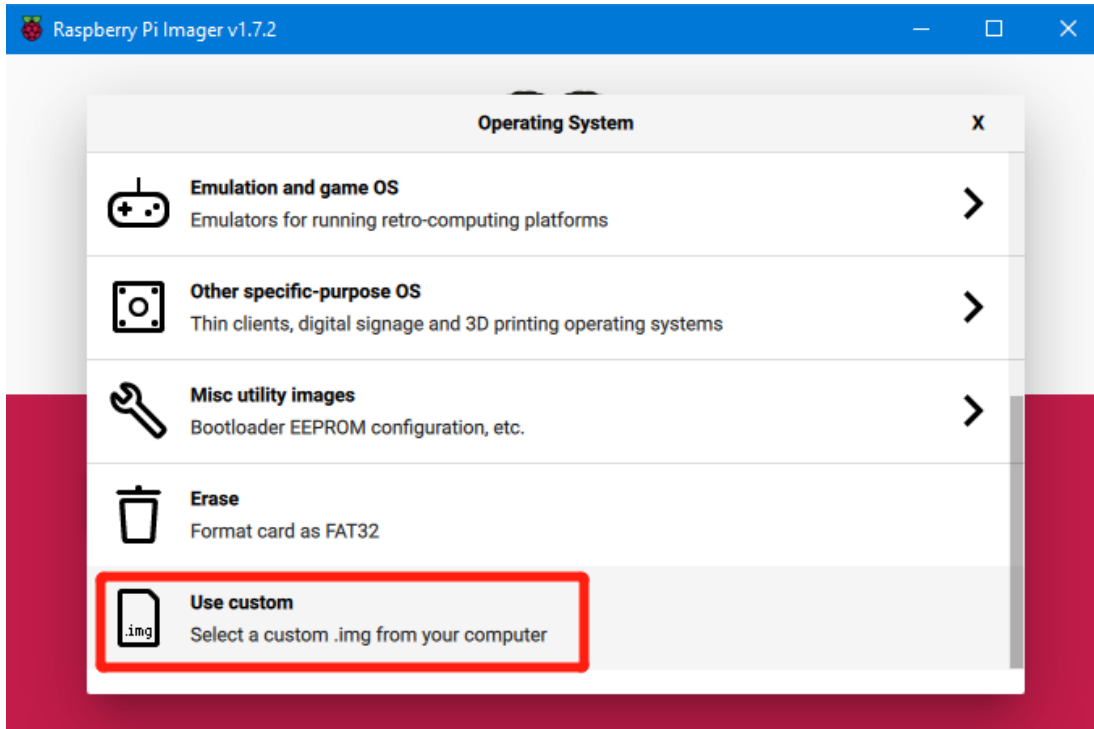 Raspberry Pi Imager v1.7.2
Operating System
X
Emulation and game OS
Emulators for running retro-computing platforms
Other specific-purpose OS
Thin clients, digital signage and 3D printing operating systems
Misc utility images
Bootloader EEPROM configuration, etc.
Erase
Format card as FAT32
Use custom
.img
Select a custom .img from your computer